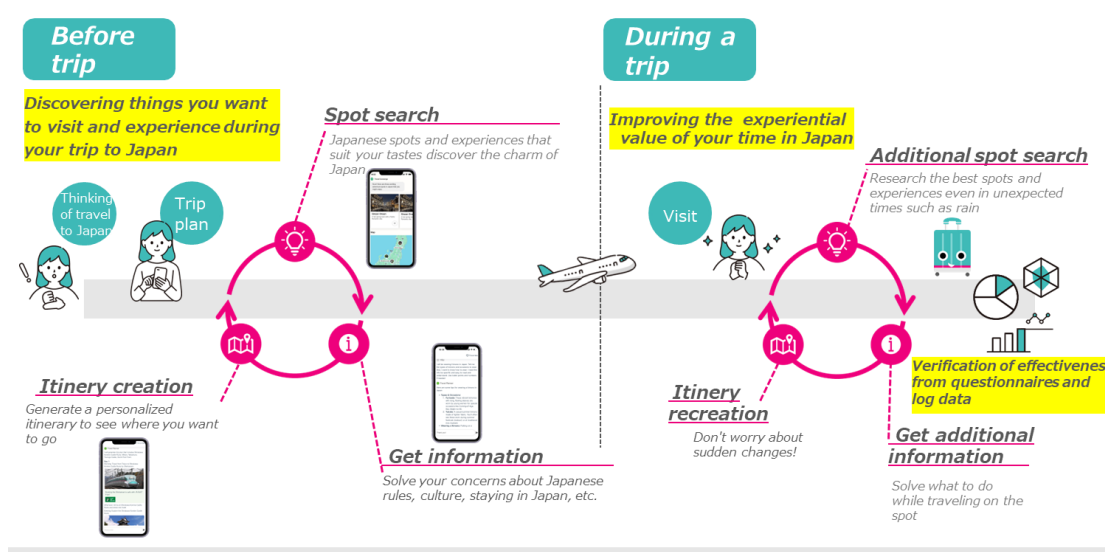 Before
trip
During a
trip
Discovering things you want
to visit and experience during
your trip to Japan
Spot search
Japanese spots and experiences that
suit your tastes discover the charm of
Japan
Improving the experiential
value of your time in Japan
Additional spot search
Research the best spots and
experiences even in unexpected
times such as rain
Thinking
of travel
to Japan
Trip
plan
Visit
Itinery creation
Generate a personalized
itinerary to see where you want
to go
Get information
Solve your concerns about Japanese
rules, culture, staying in Japan, etc.
Itinery
recreation
Don't worry about
sudden changes!
Verification of effectivenes
from questionnaires and
log data
Get additional
information
Solve what to do
while traveling on the
spot